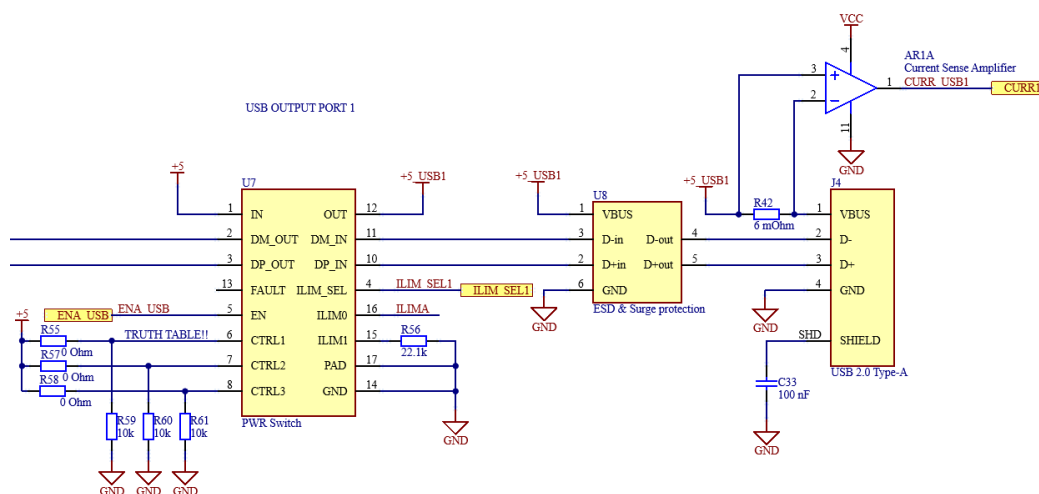 VCC
4
AR1A
Current Sense Amplifier
3
+
1
CURR_USB1
CURR1
2
−
11
GND
USB OUTPUT PORT 1
+5
U7
+5_USB1
+5_USB1
U8
+5_USB1
R42
6 mOhm
J4
1
IN
OUT
12
1
VBUS
1
VBUS
2
DM_OUT
DM_IN
11
3
D-in
D-out
4
2
D-
3
DP_OUT
DP_IN
10
2
D+in
D+out
5
3
D+
13
FAULT
ILIM_SEL
4
ILIM_SEL1
ILIM_SEL1
6
GND
4
GND
ESD & Surge protection
GND
GND
ENA_USB
ENA_USB
5
EN
ILIM0
16
ILIMA
+5
R55
0 Ohm
TRUTH TABLE!!
6
CTRL1
ILIM1
15
R56
22.1k
SHD
SHIELD
R57
0 Ohm
7
CTRL2
PAD
17
USB 2.0 Type-A
R58
0 Ohm
8
CTRL3
GND
14
C33
100 nF
PWR Switch
R59
10k
R60
10k
R61
10k
GND
GND
GND
GND
GND